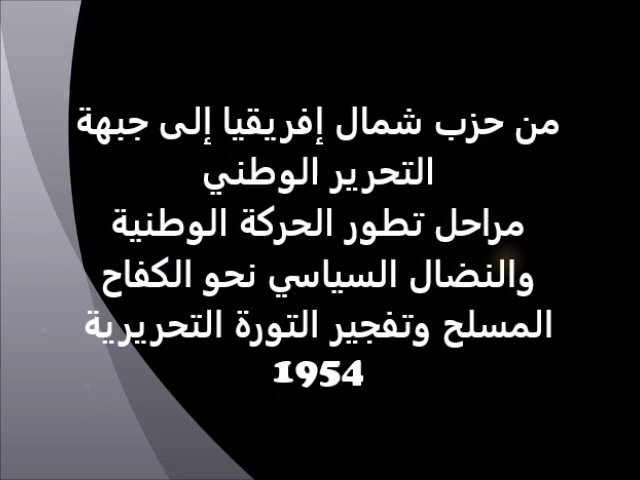 من حزب شمال إفريقيا إلى جبهة
التحرير الوطني
مراحل تطور الحركة الوطنية
والنضال السياسي نحو الكفاح
المسلح وتفجير التورة التحريرية
1954